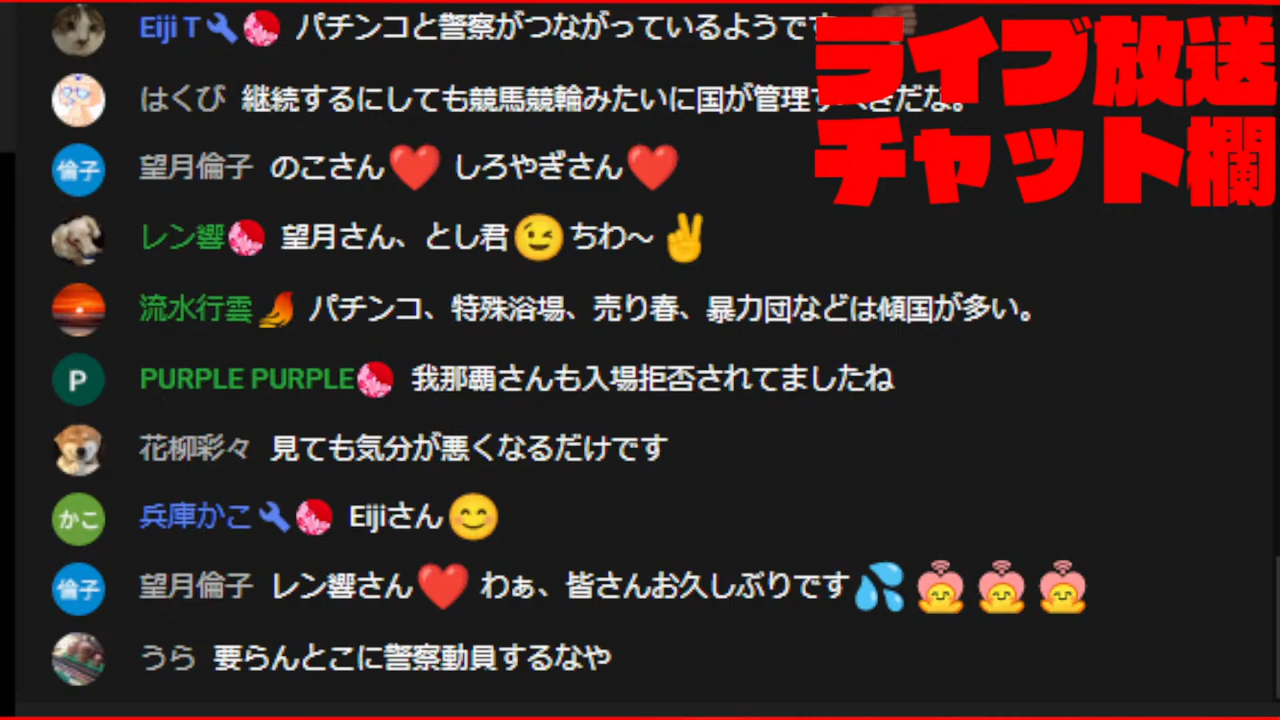 Eiji T パチンコと警察がつながっているようです
ライブ放送
チャット欄
はくび 継続するにしても競馬競輪みたいに国が管理すべきだな。
倫子 望月倫子 のこさん❤️ しろやぎさん❤️
レン響 望月さん、とし君😉ちわ〜✌️
流水行雲 パチンコ、特殊浴場、売り春、暴力団などは傾国が多い。
P PURPLE PURPLE 我那覇さんも入場拒否されてましたね
花柳彩々 見ても気分が悪くなるだけです
かこ 兵庫かこ Eijiさん😊
倫子 望月倫子 レン響さん❤️ わぁ、皆さんお久しぶりです💦
うら 要らんとこに警察動員するなや